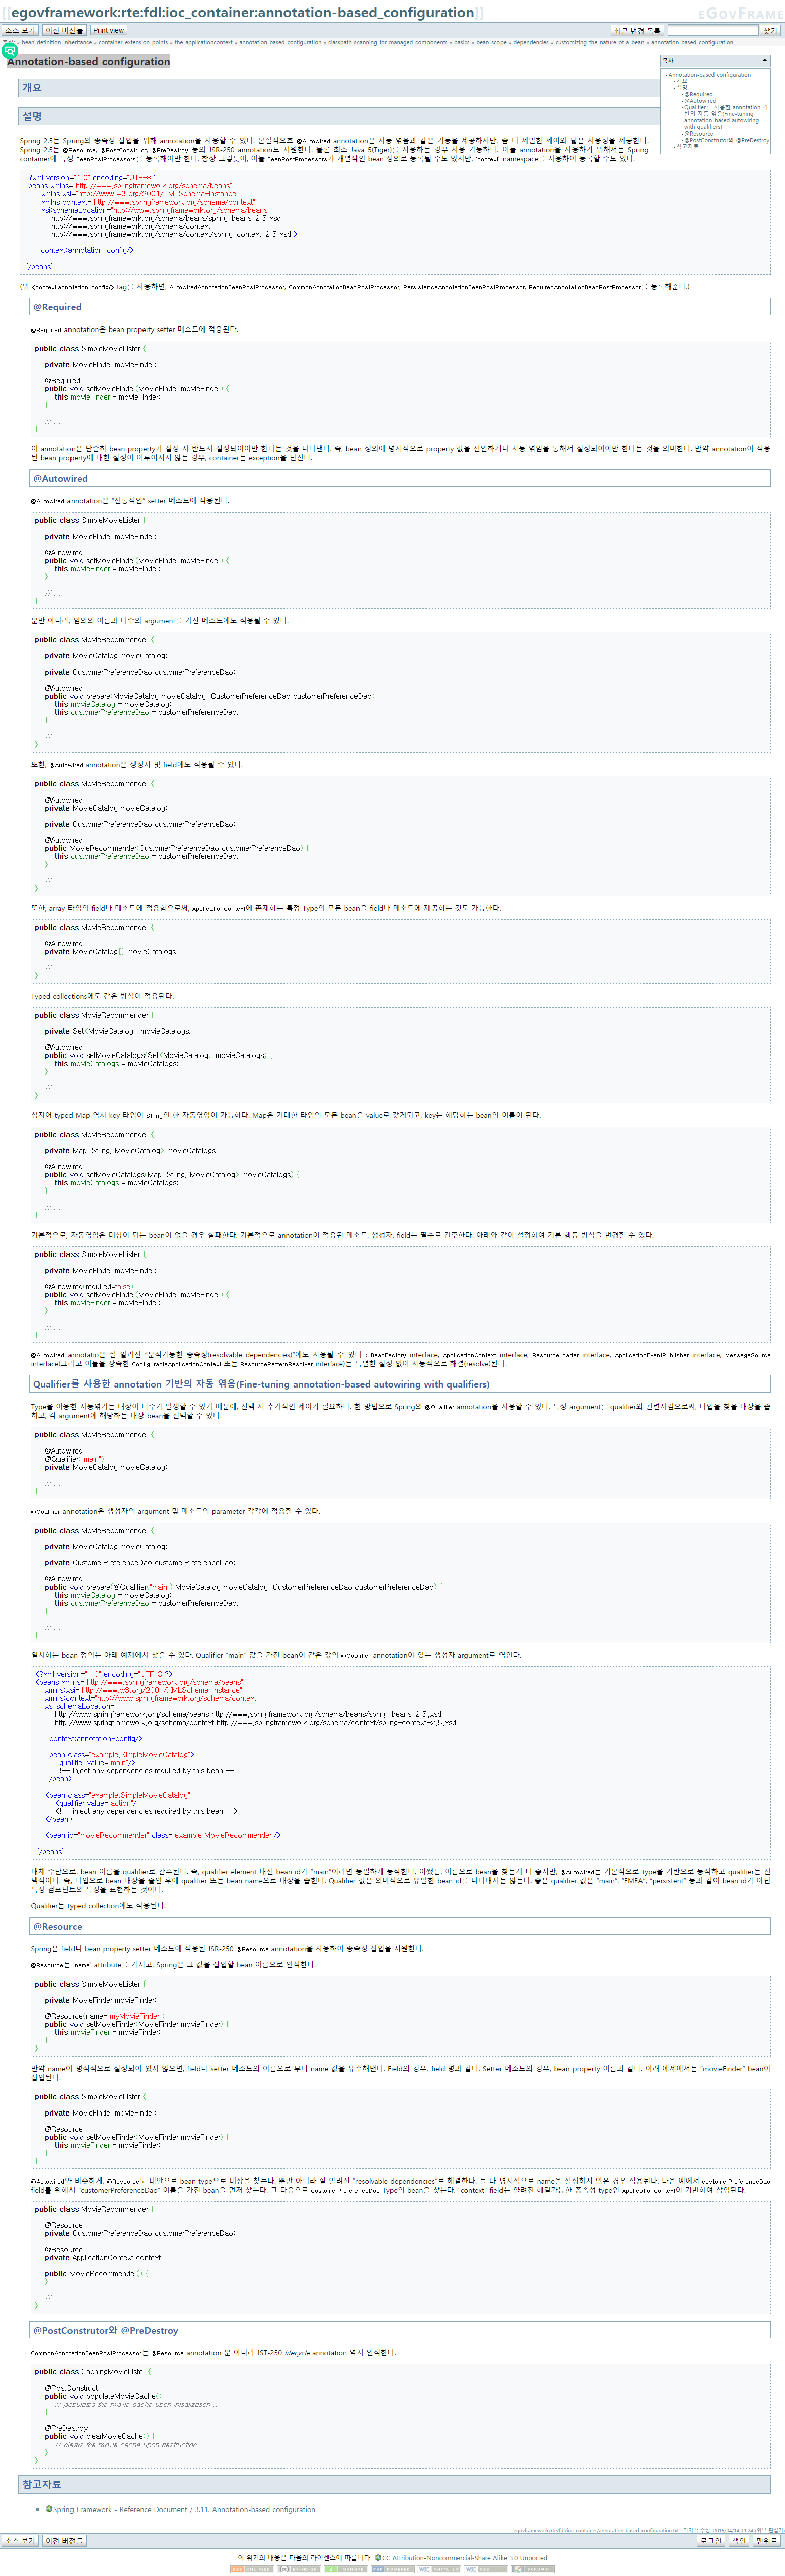 [[egovframework:rte:fdl:ioc_container:annotation-based_configuration]]
eGovFrame
소스 보기 이전 버전들 Print view 최근 변경 목록 찾기
» bean_definition_inheritance » container_extension_points » the_applicationcontext » annotation-based_configuration » classpath_scanning_for_managed_components » basics » bean_scope » dependencies » customizing_the_nature_of_a_bean » annotation-based_configuration
Annotation-based configuration
목차
Annotation-based configuration
개요
설명
@Required
@Autowired
Qualifier를 사용한 annotation 기반의 자동 엮음(Fine-tuning annotation-based autowiring with qualifiers)
@Resource
@PostConstrutor와 @PreDestroy
참고자료
개요
설명
Spring 2.5는 Spring의 종속성 삽입을 위해 annotation을 사용할 수 있다. 본질적으로 @Autowired annotation은 자동 엮음과 같은 기능을 제공하지만, 좀 더 세밀한 제어와 넓은 사용성을 제공한다.
Spring 2.5는 @Resource, @PostConstruct, @PreDestroy 등의 JSR-250 annotation도 지원한다. 물론 최소 Java 5(Tiger)를 사용하는 경우 사용 가능하다. 이들 annotation을 사용하기 위해서는 Spring
container에 특정 BeanPostProcessors를 등록해야만 한다. 항상 그렇듯이, 이들 BeanPostProcessors가 개별적인 bean 정의로 등록될 수도 있지만, 'context' namespace를 사용하여 등록할 수도 있다.
<?xml version="1.0" encoding="UTF-8"?>
<beans xmlns="http://www.springframework.org/schema/beans"
xmlns:xsi="http://www.w3.org/2001/XMLSchema-instance"
xmlns:context="http://www.springframework.org/schema/context"
xsi:schemaLocation="http://www.springframework.org/schema/beans
http://www.springframework.org/schema/beans/spring-beans-2.5.xsd
http://www.springframework.org/schema/context
http://www.springframework.org/schema/context/spring-context-2.5.xsd">
<context:annotation-config/>
</beans>
(위 <context:annotation-config/> tag를 사용하면, AutowiredAnnotationBeanPostProcessor, CommonAnnotationBeanPostProcessor, PersistenceAnnotationBeanPostProcessor, RequiredAnnotationBeanPostProcessor를 등록해준다.)
@Required
@Required annotation은 bean property setter 메소드에 적용된다.
public class SimpleMovieLister {
private MovieFinder movieFinder;
@Required
public void setMovieFinder(MovieFinder movieFinder) {
this.movieFinder = movieFinder;
}
// ...
}
이 annotation은 단순히 bean property가 설정 시 반드시 설정되어야만 한다는 것을 나타낸다. 즉, bean 정의에 명시적으로 property 값을 선언하거나 자동 엮임을 통해서 설정되어야만 한다는 것을 의미한다. 만약 annotation이 적용
된 bean property에 대한 설정이 이루어지지 않는 경우, container는 exception을 던진다.
@Autowired
@Autowired annotation은 "전통적인" setter 메소드에 적용된다.
public class SimpleMovieLister {
private MovieFinder movieFinder;
@Autowired
public void setMovieFinder(MovieFinder movieFinder) {
this.movieFinder = movieFinder;
}
// ...
}
뿐만 아니라, 임의의 이름과 다수의 argument를 가진 메소드에도 적용될 수 있다.
public class MovieRecommender {
private MovieCatalog movieCatalog;
private CustomerPreferenceDao customerPreferenceDao;
@Autowired
public void prepare(MovieCatalog movieCatalog, CustomerPreferenceDao customerPreferenceDao) {
this.movieCatalog = movieCatalog;
this.customerPreferenceDao = customerPreferenceDao;
}
// ...
}
또한, @Autowired annotation은 생성자 및 field에도 적용될 수 있다.
public class MovieRecommender {
@Autowired
private MovieCatalog movieCatalog;
private CustomerPreferenceDao customerPreferenceDao;
@Autowired
public MovieRecommender(CustomerPreferenceDao customerPreferenceDao) {
this.customerPreferenceDao = customerPreferenceDao;
}
// ...
}
또한, array 타입의 field나 메소드에 적용함으로써, ApplicationContext에 존재하는 특정 Type의 모든 bean을 field나 메소드에 제공하는 것도 가능한다.
public class MovieRecommender {
@Autowired
private MovieCatalog[] movieCatalogs;
// ...
}
Typed collections에도 같은 방식이 적용된다.
public class MovieRecommender {
private Set<MovieCatalog> movieCatalogs;
@Autowired
public void setMovieCatalogs(Set<MovieCatalog> movieCatalogs) {
this.movieCatalogs = movieCatalogs;
}
// ...
}
심지어 typed Map 역시 key 타입이 String인 한 자동엮임이 가능하다. Map은 기대한 타입의 모든 bean을 value로 갖게되고, key는 해당하는 bean의 이름이 된다.
public class MovieRecommender {
private Map<String, MovieCatalog> movieCatalogs;
@Autowired
public void setMovieCatalogs(Map<String, MovieCatalog> movieCatalogs) {
this.movieCatalogs = movieCatalogs;
}
// ...
}
기본적으로, 자동엮임은 대상이 되는 bean이 없을 경우 실패한다. 기본적으로 annotation이 적용된 메소드, 생성자, field는 필수로 간주한다. 아래와 같이 설정하여 기본 행동 방식을 변경할 수 있다.
public class SimpleMovieLister {
private MovieFinder movieFinder;
@Autowired(required=false)
public void setMovieFinder(MovieFinder movieFinder) {
this.movieFinder = movieFinder;
}
// ...
}
@Autowired annotatio은 잘 알려진 "분석가능한 종속성(resolvable dependencies)"에도 사용될 수 있다 : BeanFactory interface, ApplicationContext interface, ResourceLoader interface, ApplicationEventPublisher interface, MessageSource
interface(그리고 이들을 상속한 ConfigurableApplicationContext 또는 ResourcePatternResolver interface)는 특별한 설정 없이 자동적으로 해결(resolve)된다.
Qualifier를 사용한 annotation 기반의 자동 엮음(Fine-tuning annotation-based autowiring with qualifiers)
Type을 이용한 자동엮기는 대상이 다수가 발생할 수 있기 때문에, 선택 시 추가적인 제어가 필요하다. 한 방법으로 Spring의 @Qualifier annotation을 사용할 수 있다. 특정 argument를 qualifier와 관련시킴으로써, 타입을 찾을 대상을 좁
히고, 각 argument에 해당하는 대상 bean을 선택할 수 있다.
public class MovieRecommender {
@Autowired
@Qualifier("main")
private MovieCatalog movieCatalog;
// ...
}
@Qualifier annotation은 생성자의 argument 및 메소드의 parameter 각각에 적용할 수 있다.
public class MovieRecommender {
private MovieCatalog movieCatalog;
private CustomerPreferenceDao customerPreferenceDao;
@Autowired
public void prepare(@Qualifier("main") MovieCatalog movieCatalog, CustomerPreferenceDao customerPreferenceDao) {
this.movieCatalog = movieCatalog;
this.customerPreferenceDao = customerPreferenceDao;
}
// ...
}
일치하는 bean 정의는 아래 예제에서 찾을 수 있다. Qualifier "main" 값을 가진 bean이 같은 값의 @Qualifier annotation이 있는 생성자 argument로 엮인다.
<?xml version="1.0" encoding="UTF-8"?>
<beans xmlns="http://www.springframework.org/schema/beans"
xmlns:xsi="http://www.w3.org/2001/XMLSchema-instance"
xmlns:context="http://www.springframework.org/schema/context"
xsi:schemaLocation="
http://www.springframework.org/schema/beans http://www.springframework.org/schema/beans/spring-beans-2.5.xsd
http://www.springframework.org/schema/context http://www.springframework.org/schema/context/spring-context-2.5.xsd">
<context:annotation-config/>
<bean class="example.SimpleMovieCatalog">
<qualifier value="main"/>
<!-- inject any dependencies required by this bean -->
</bean>
<bean class="example.SimpleMovieCatalog">
<qualifier value="action"/>
<!-- inject any dependencies required by this bean -->
</bean>
<bean id="movieRecommender" class="example.MovieRecommender"/>
</beans>
대체 수단으로, bean 이름을 qualifier로 간주된다. 즉, qualifier element 대신 bean id가 "main"이라면 동일하게 동작한다. 어쨌든, 이름으로 bean을 찾는게 더 좋지만, @Autowired는 기본적으로 type을 기반으로 동작하고 qualifier는 선
택적이다. 즉, 타입으로 bean 대상을 줄인 후에 qualifier 또는 bean name으로 대상을 좁힌다. Qualifier 값은 의미적으로 유일한 bean id를 나타내지는 않는다. 좋은 qualifier 값은 "main", "EMEA", "persistent" 등과 같이 bean id가 아닌
특정 컴포넌트의 특징을 표현하는 것이다.
Qualifier는 typed collection에도 적용된다.
@Resource
Spring은 field나 bean property setter 메소드에 적용된 JSR-250 @Resource annotation을 사용하여 종속성 삽입을 지원한다.
@Resource는 'name' attribute를 가지고, Spring은 그 값을 삽입할 bean 이름으로 인식한다.
public class SimpleMovieLister {
private MovieFinder movieFinder;
@Resource(name="myMovieFinder")
public void setMovieFinder(MovieFinder movieFinder) {
this.movieFinder = movieFinder;
}
}
만약 name이 명식적으로 설정되어 있지 않으면, field나 setter 메소드의 이름으로 부터 name 값을 유주해낸다. Field의 경우, field 명과 같다. Setter 메소드의 경우, bean property 이름과 같다. 아래 예제에서는 "movieFinder" bean이
삽입된다.
public class SimpleMovieLister {
private MovieFinder movieFinder;
@Resource
public void setMovieFinder(MovieFinder movieFinder) {
this.movieFinder = movieFinder;
}
}
@Autowired와 비슷하게, @Resource도 대안으로 bean type으로 대상을 찾는다. 뿐만 아니라 잘 알려진 "resolvable dependencies"로 해결한다. 둘 다 명시적으로 name을 설정하지 않은 경우 적용된다. 다음 예에서 customerPreferenceDao
field를 위해서 "customerPreferenceDao" 이름을 가진 bean을 먼저 찾는다. 그 다음으로 CustomerPreferenceDao Type의 bean을 찾는다. "context" field는 알려진 해결가능한 종속성 type인 ApplicationContext이 기반하여 삽입된다.
public class MovieRecommender {
@Resource
private CustomerPreferenceDao customerPreferenceDao;
@Resource
private ApplicationContext context;
public MovieRecommender() {
}
// ...
}
@PostConstrutor와 @PreDestroy
CommonAnnotationBeanPostProcessor는 @Resource annotation 뿐 아니라 JST-250 lifecycle annotation 역시 인식한다.
public class CachingMovieLister {
@PostConstruct
public void populateMovieCache() {
// populates the movie cache upon initialization...
}
@PreDestroy
public void clearMovieCache() {
// clears the movie cache upon destruction...
}
}
참고자료
Spring Framework - Reference Document / 3.11. Annotation-based configuration
egovframework/rte/fdl/ioc_container/annotation-based_configuration.txt · 마지막 수정: 2015/04/14 11:24 (외부 편집기)
소스 보기 이전 버전들 로그인 색인 맨위로
이 위키의 내용은 다음의 라이센스에 따릅니다 : CC Attribution-Noncommercial-Share Alike 3.0 Unported